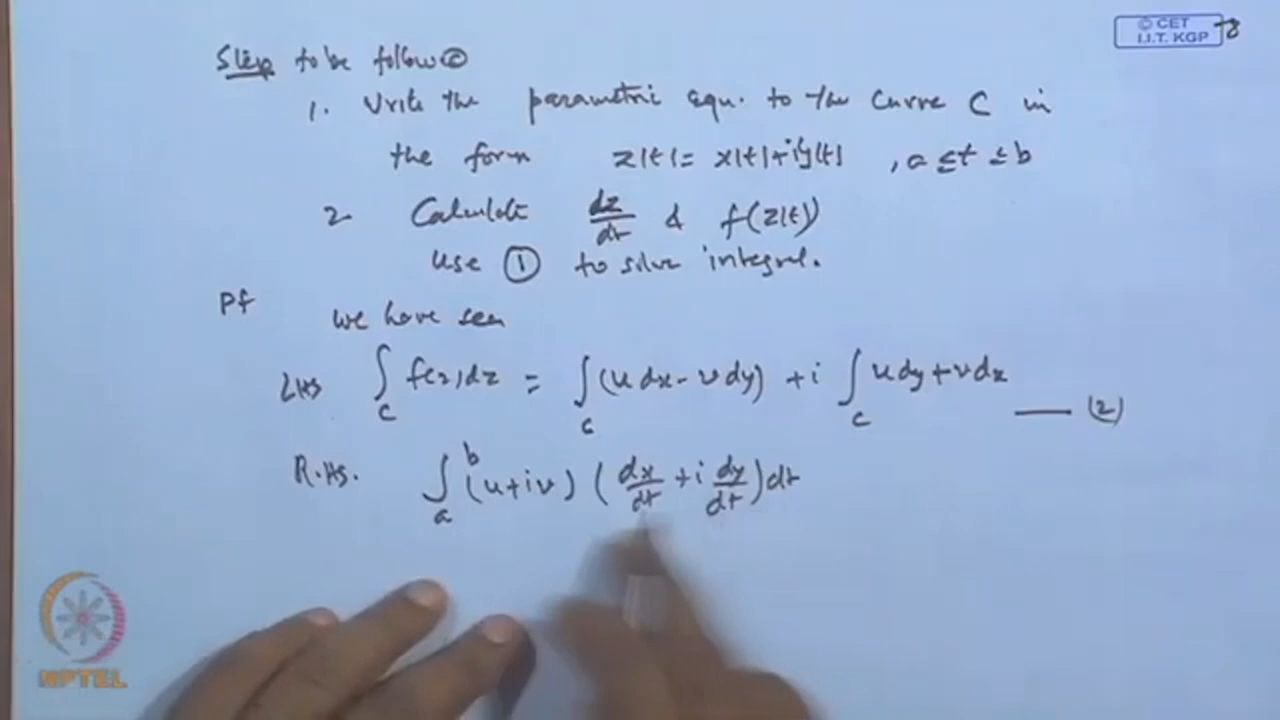 © CET
I.I.T. KGP
78
Step to be followed
1. Write the parametric equ. to the curve C in
the form z(t) = x(t)+iy(t) , a ≤ t ≤ b
2 Calculate dz/dt & f(z(t))
use ① to solve integral.
Pf
we have seen
LHS ∫_C f(z)dz = ∫_C (u dx - v dy) + i ∫_C u dy + v dx —— (2)
R.H.S. ∫_a^b (u+iv) (dx/dt + i dy/dt) dt
NPTEL